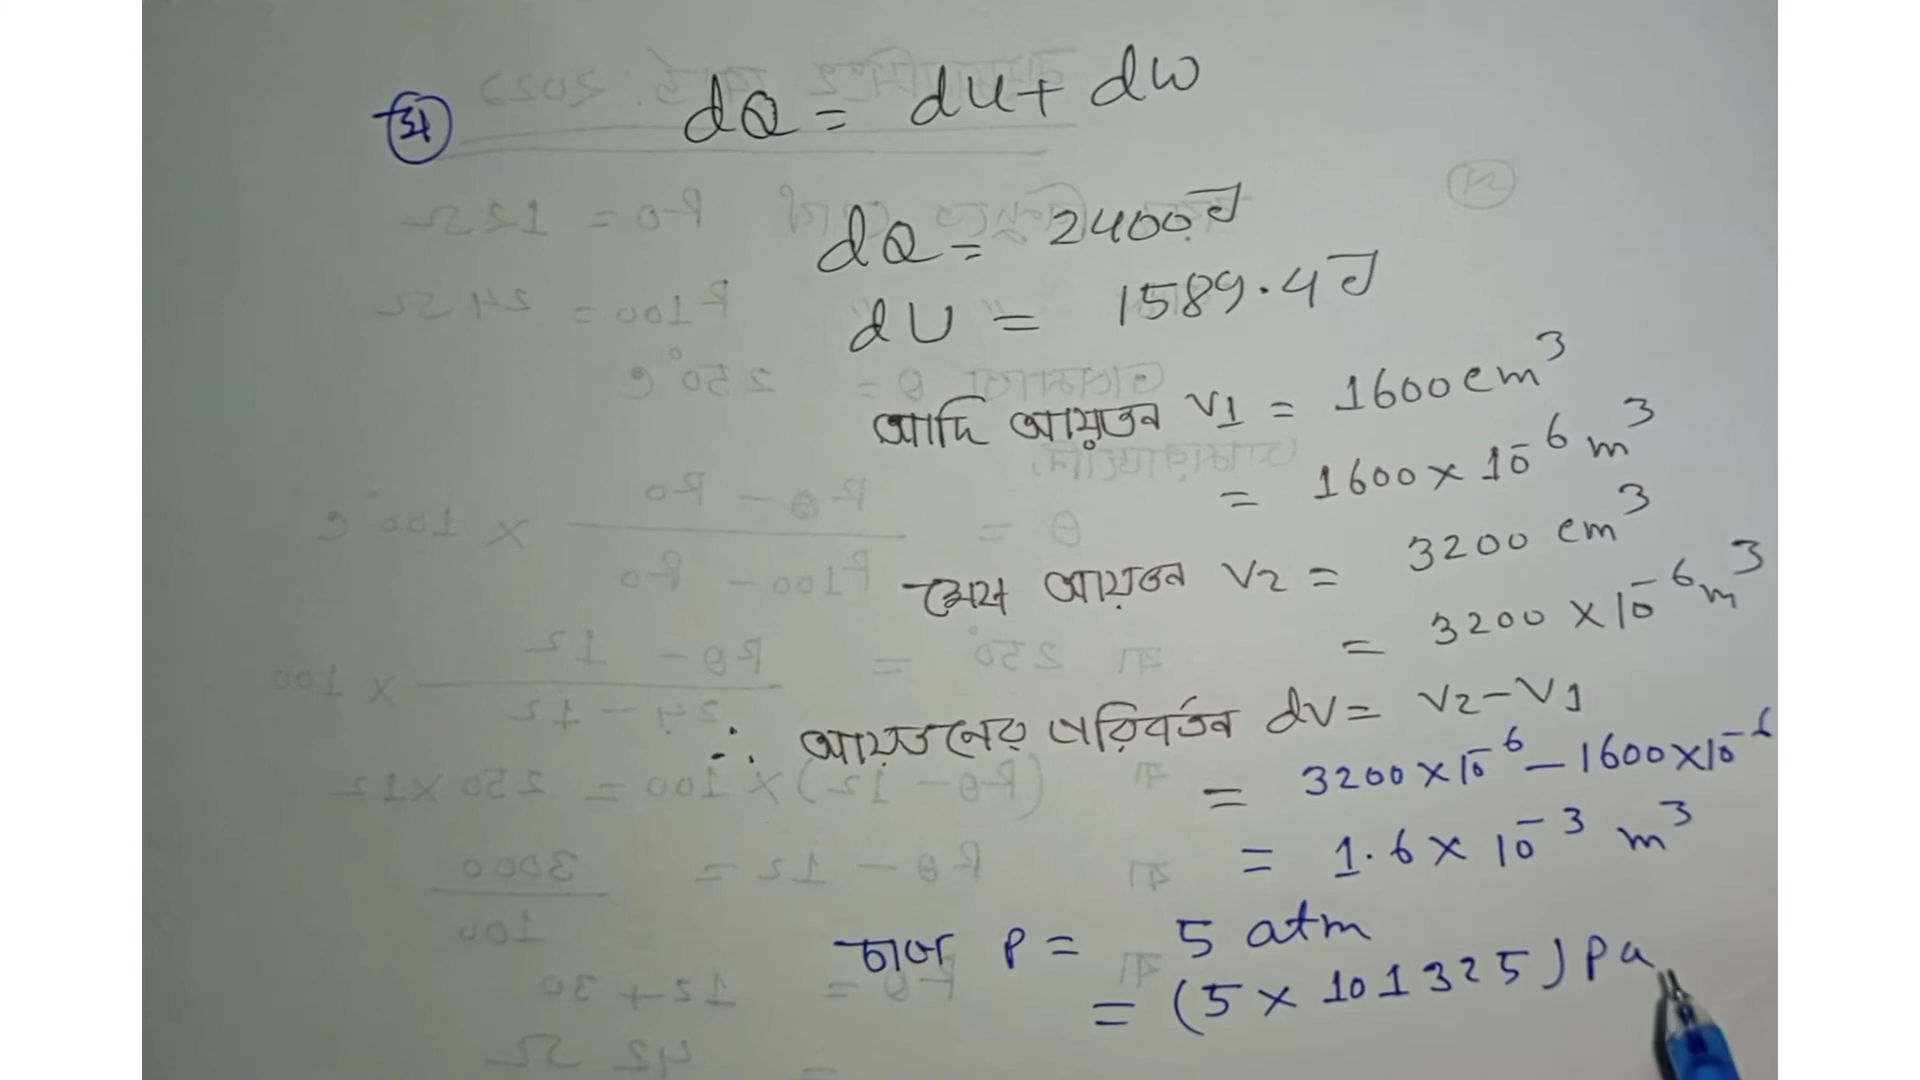 ঘ dQ = du + dw
dQ = 2400 J
dU = 1589.4 J
আদি আয়তন V1 = 1600 cm³
= 1600 × 10⁻⁶ m³
শেষ আয়তন V2 = 3200 cm³
= 3200 × 10⁻⁶ m³
∴ আয়তনের পরিবর্তন dv = V2 − V1
= 3200 × 10⁻⁶ − 1600 × 10⁻⁶
= 1.6 × 10⁻³ m³
চাপ P = 5 atm
= (5 × 101325) Pa